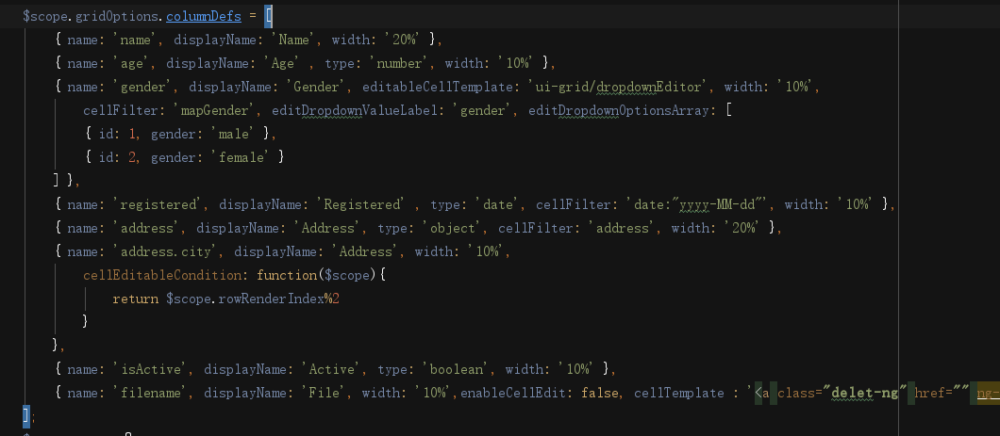 $scope.gridOptions.columnDefs = [
{ name: 'name', displayName: 'Name', width: '20%' },
{ name: 'age', displayName: 'Age' , type: 'number', width: '10%' },
{ name: 'gender', displayName: 'Gender', editableCellTemplate: 'ui-grid/dropdownEditor', width: '10%',
cellFilter: 'mapGender', editDropdownValueLabel: 'gender', editDropdownOptionsArray: [
{ id: 1, gender: 'male' },
{ id: 2, gender: 'female' }
] },
{ name: 'registered', displayName: 'Registered' , type: 'date', cellFilter: 'date:"yyyy-MM-dd"', width: '10%' },
{ name: 'address', displayName: 'Address', type: 'object', cellFilter: 'address', width: '20%' },
{ name: 'address.city', displayName: 'Address', width: '10%',
cellEditableCondition: function($scope){
return $scope.rowRenderIndex%2
}
},
{ name: 'isActive', displayName: 'Active', type: 'boolean', width: '10%' },
{ name: 'filename', displayName: 'File', width: '10%',enableCellEdit: false, cellTemplate : '<a class="delet-ng" href="" ng-
];